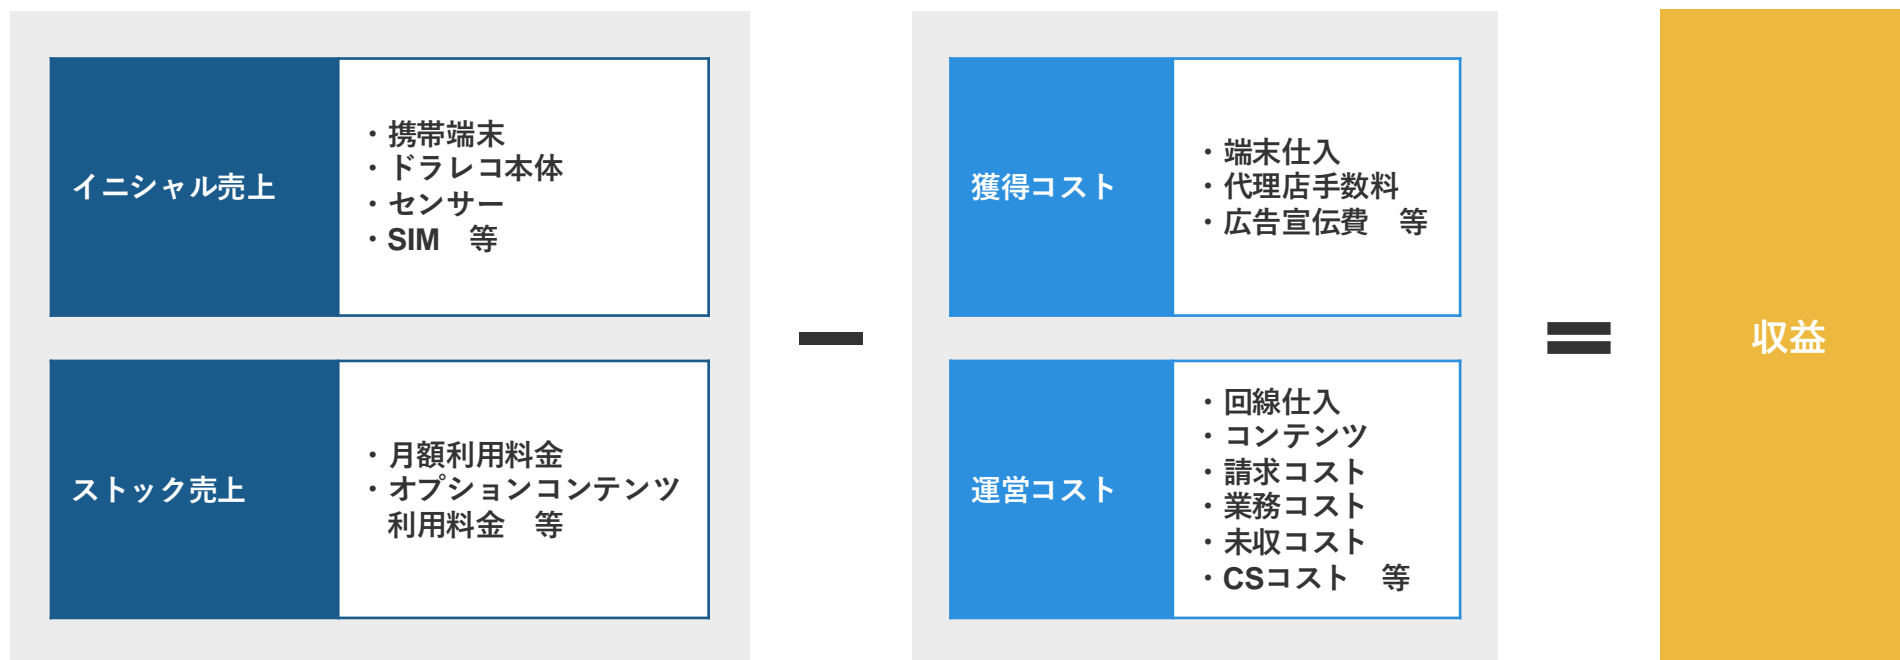 イニシャル売上
・携帯端末
・ドラレコ本体
・センサー
・SIM　等
ストック売上
・月額利用料金
・オプションコンテンツ
利用料金　等
ー
獲得コスト
・端末仕入
・代理店手数料
・広告宣伝費　等
運営コスト
・回線仕入
・コンテンツ
・請求コスト
・業務コスト
・未収コスト
・CSコスト　等
＝
収益